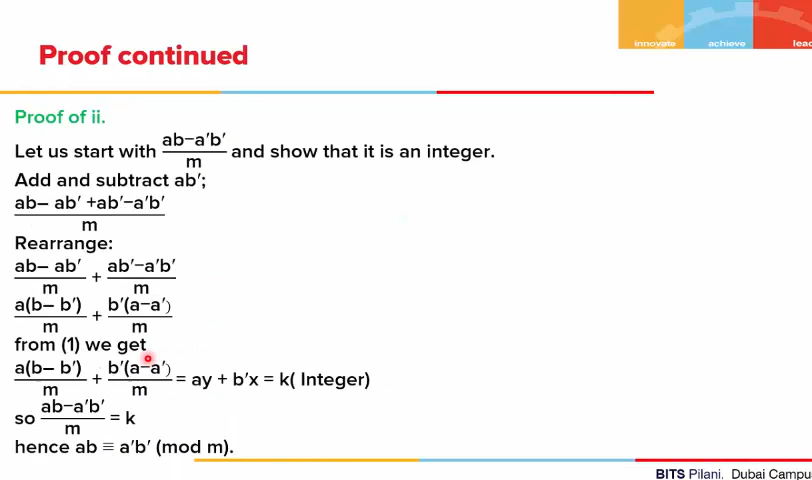 innovate achieve lead
Proof continued
Proof of ii.
Let us start with ab−a′b′/m and show that it is an integer.
Add and subtract ab′;
ab− ab′ +ab′−a′b′/m
Rearrange:
ab− ab′/m + ab′−a′b′/m
a(b− b′)/m + b′(a−a′)/m
from (1) we get
a(b− b′)/m + b′(a−a′)/m = ay + b′x = k( Integer)
so ab−a′b′/m = k
hence ab ≡ a′b′ (mod m).
BITS Pilani, Dubai Campu